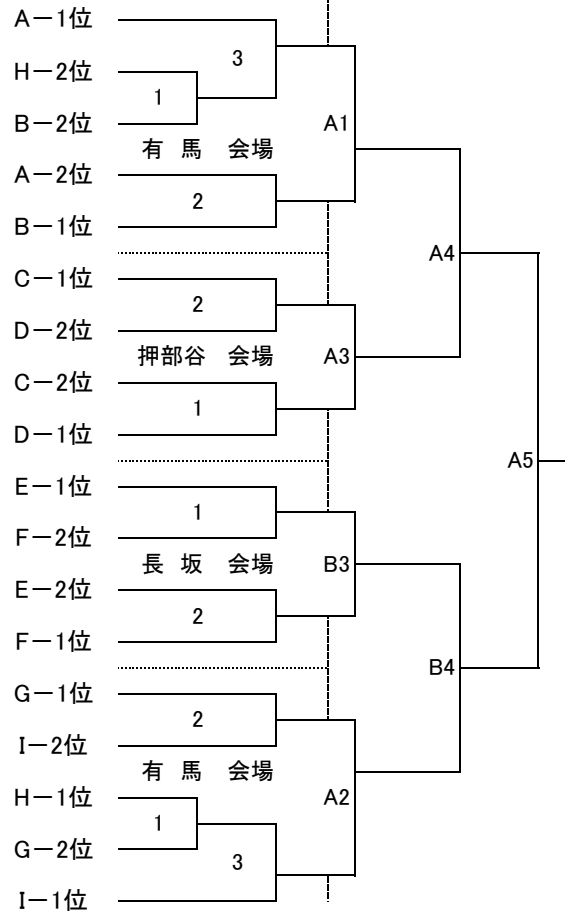 A－1位
3
H－2位
1
B－2位
A1
有 馬 会場
A－2位
2
B－1位
A4
C－1位
2
D－2位
押部谷 会場
A3
C－2位
1
D－1位
A5
E－1位
1
F－2位
長 坂 会場
B3
E－2位
2
F－1位
B4
G－1位
2
I－2位
有 馬 会場
H－1位
A2
1
G－2位
3
I－1位